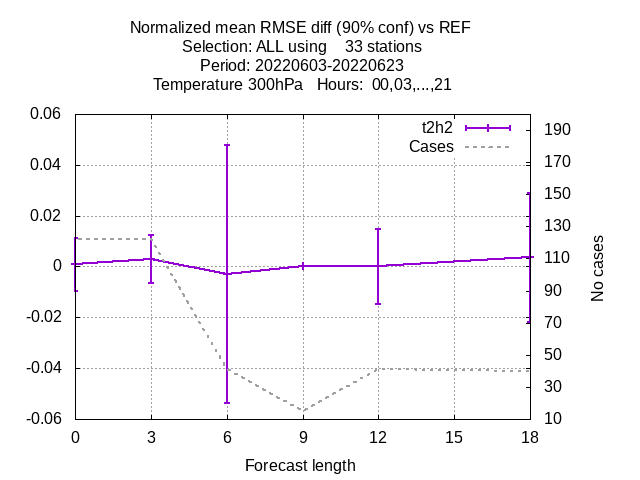 Normalized mean RMSE diff (90% conf) vs REF
Selection: ALL using    33 stations
Period: 20220603-20220623
Temperature 300hPa   Hours:  00,03,...,21
t2h2
Cases
0.06
0.04
0.02
0
-0.02
-0.04
-0.06
190
170
150
130
110
90
70
50
30
10
No cases
0 3 6 9 12 15 18
Forecast length